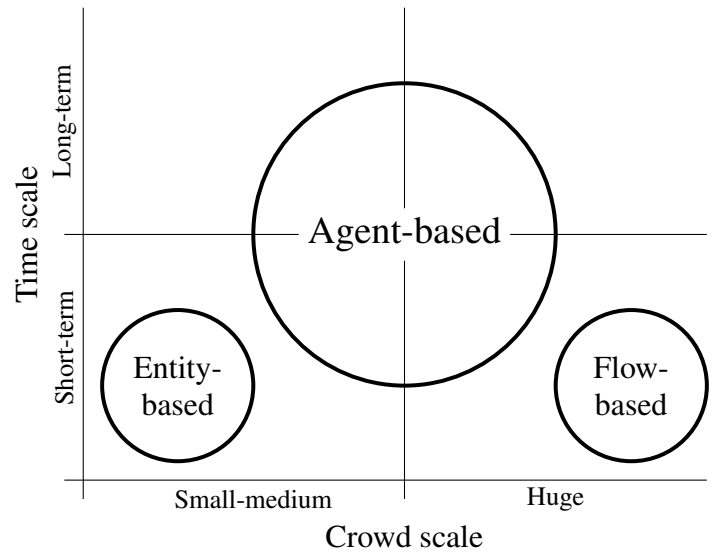 Long-term
Time scale
Agent-based
Short-term
Entity-
based
Flow-
based
Small-medium
Huge
Crowd scale